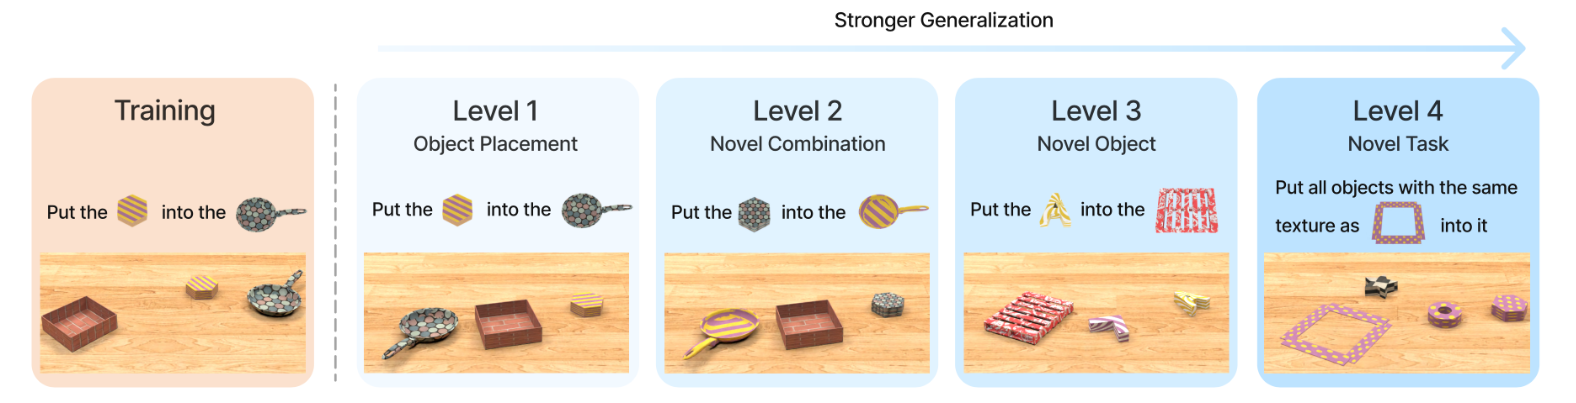 Stronger Generalization
Training
Put the into the
Level 1
Object Placement
Put the into the
Level 2
Novel Combination
Put the into the
Level 3
Novel Object
Put the into the
Level 4
Novel Task
Put all objects with the same
texture as into it